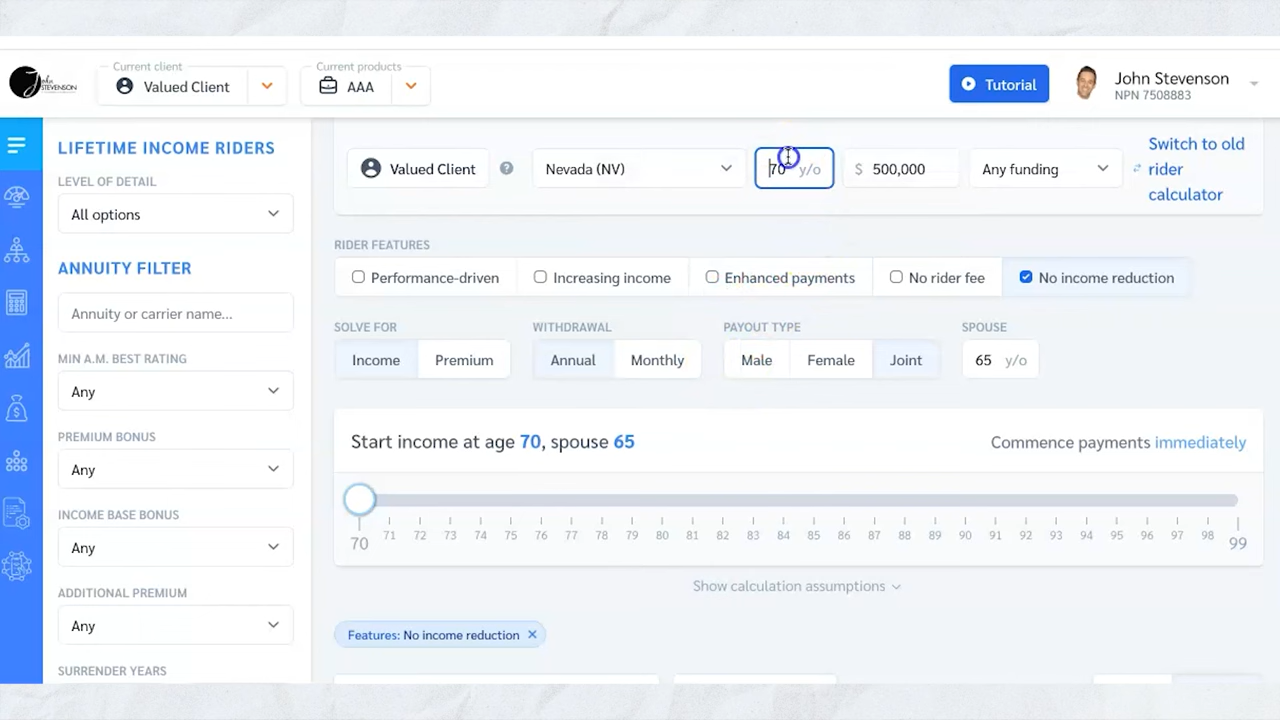 John
STEVENSON
Current client
Valued Client
Current products
AAA
Tutorial
John Stevenson
NPN 7508883
LIFETIME INCOME RIDERS
LEVEL OF DETAIL
All options
ANNUITY FILTER
Annuity or carrier name...
MIN A.M. BEST RATING
Any
PREMIUM BONUS
Any
INCOME BASE BONUS
Any
ADDITIONAL PREMIUM
Any
SURRENDER YEARS
Valued Client
?
Nevada (NV)
70 y/o
$ 500,000
Any funding
Switch to old
rider
calculator
RIDER FEATURES
Performance-driven
Increasing income
Enhanced payments
No rider fee
No income reduction
SOLVE FOR
Income
Premium
WITHDRAWAL
Annual
Monthly
PAYOUT TYPE
Male
Female
Joint
SPOUSE
65 y/o
Start income at age 70, spouse 65
Commence payments immediately
70 71 72 73 74 75 76 77 78 79 80 81 82 83 84 85 86 87 88 89 90 91 92 93 94 95 96 97 98 99
Show calculation assumptions
Features: No income reduction ×